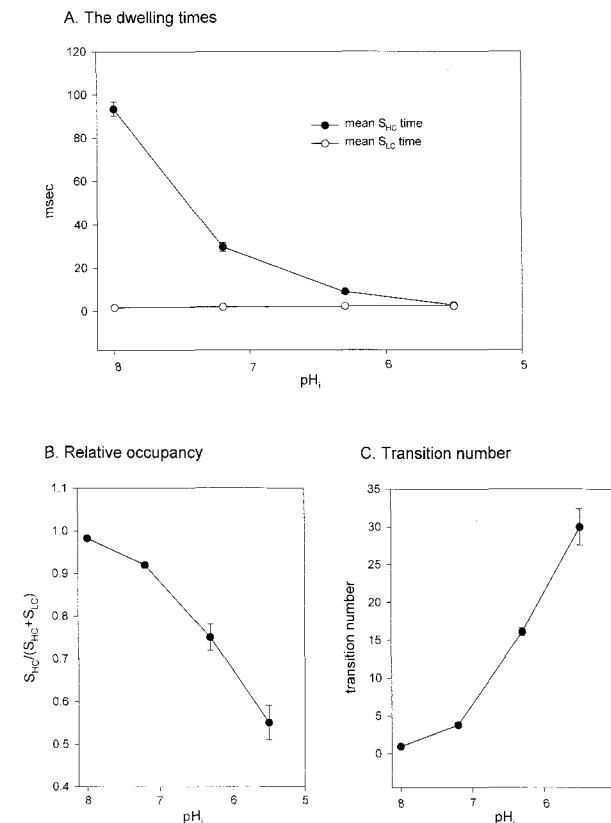 A. The dwelling times
120
100
80
60
40
20
0
msec
mean S_HC time
mean S_LC time
8 7 6 5
pH_i
B. Relative occupancy
1.1
1.0
0.9
0.8
0.7
0.6
0.5
0.4
S_HC/(S_HC+S_LC)
8 7 6 5
pH_i
C. Transition number
35
30
25
20
15
10
5
0
transition number
8 7 6
pH_i